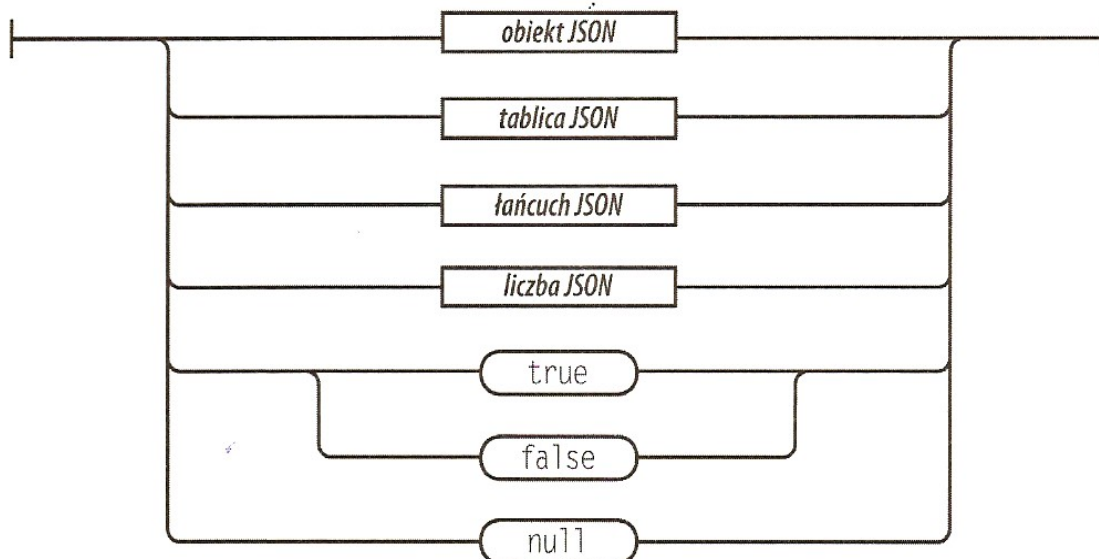 obiekt JSON
tablica JSON
łańcuch JSON
liczba JSON
true
false
null